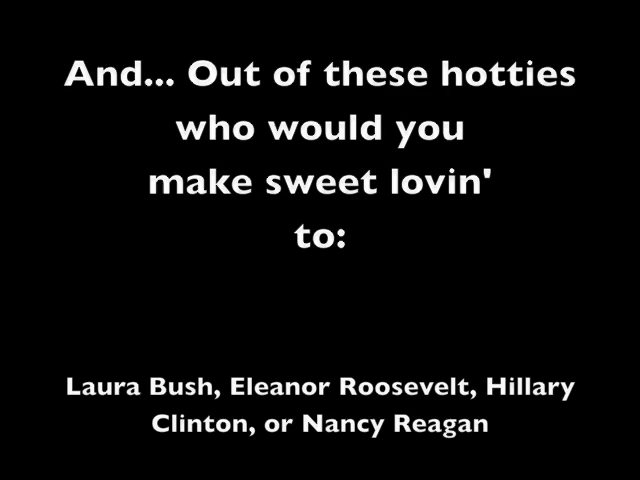 And... Out of these hotties
who would you
make sweet lovin'
to:
Laura Bush, Eleanor Roosevelt, Hillary
Clinton, or Nancy Reagan